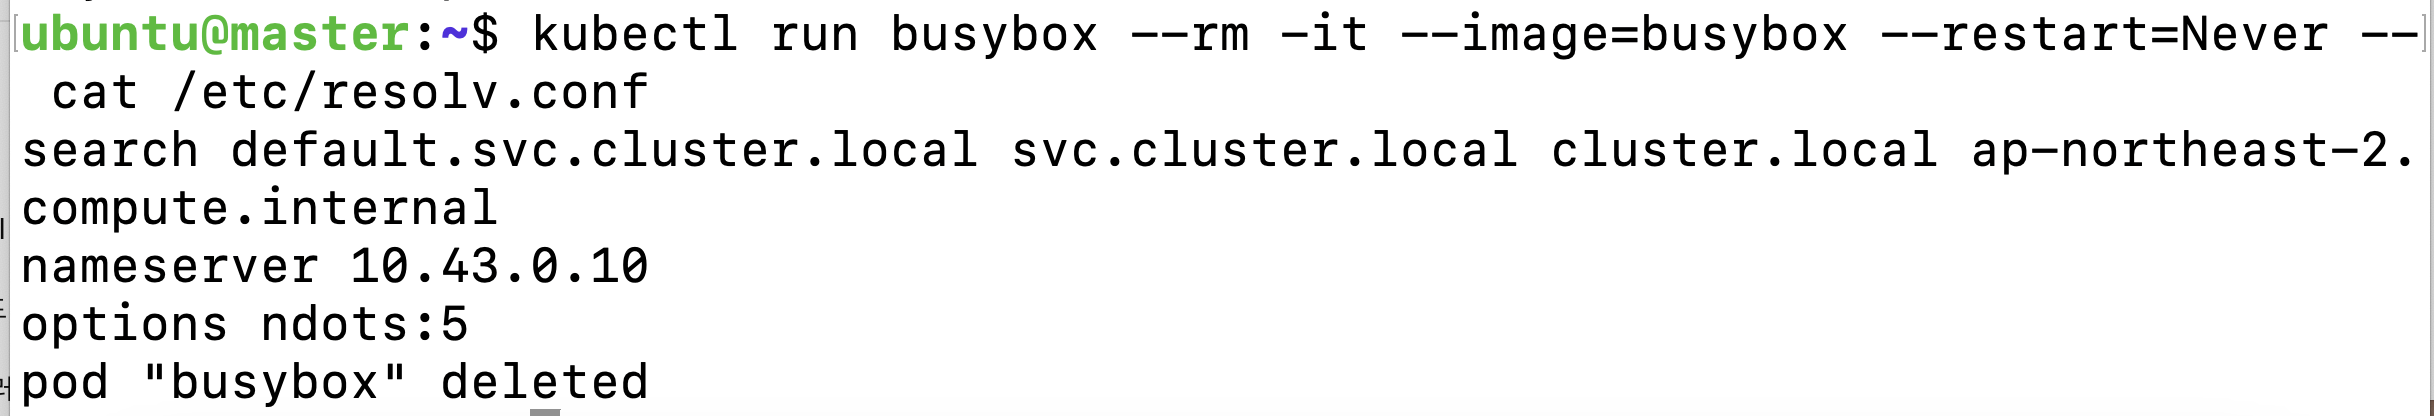 ubuntu@master:~$ kubectl run busybox --rm -it --image=busybox --restart=Never --
 cat /etc/resolv.conf
search default.svc.cluster.local svc.cluster.local cluster.local ap-northeast-2.
compute.internal
nameserver 10.43.0.10
options ndots:5
pod "busybox" deleted